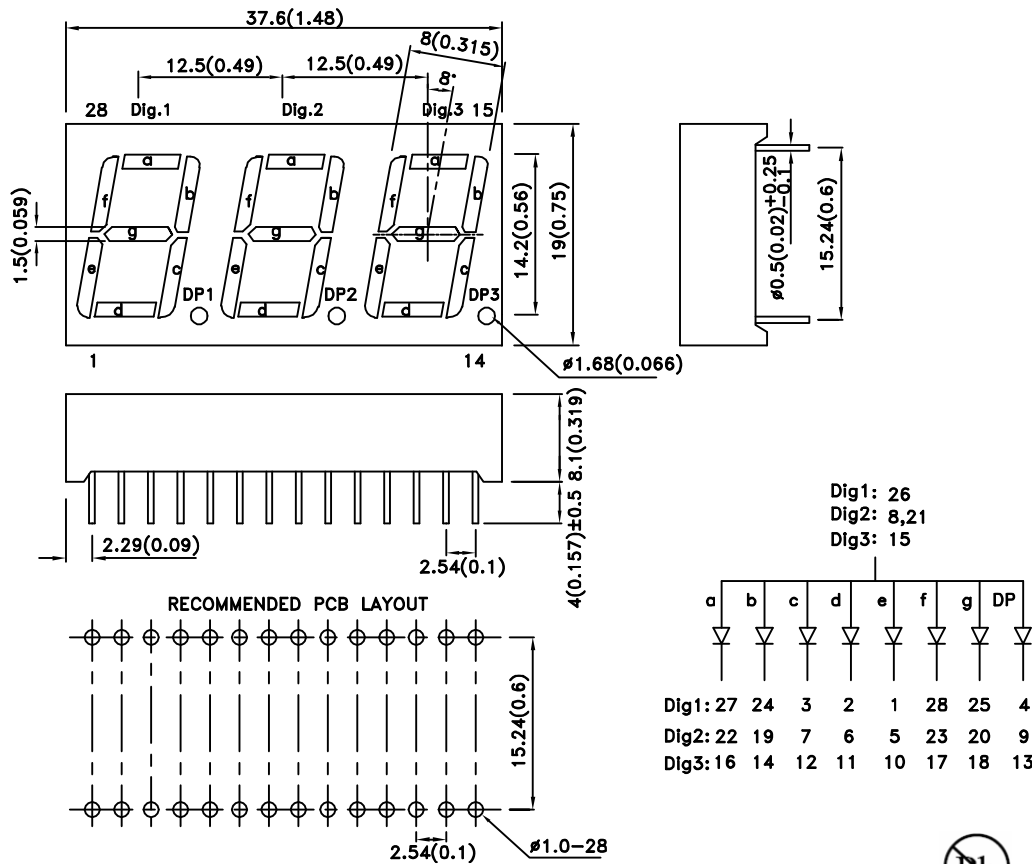 37.6(1.48)
8(0.315)
12.5(0.49) 12.5(0.49)
8°
28 Dig.1 Dig.2 Dig.3 15
a a a
f b f b f b
g g g
e c e c e c
d d d
DP1 DP2 DP3
1.5(0.059)
14.2(0.56)
19(0.75)
1 14
ø1.68(0.066)
ø0.5(0.02)+0.25 -0.1
15.24(0.6)
8.1(0.319)
4(0.157)±0.5
2.29(0.09)
2.54(0.1)
RECOMMENDED PCB LAYOUT
15.24(0.6)
2.54(0.1)
ø1.0-28
Dig1: 26
Dig2: 8,21
Dig3: 15
a b c d e f g DP
Dig1: 27 24 3 2 1 28 25 4
Dig2: 22 19 7 6 5 23 20 9
Dig3: 16 14 12 11 10 17 18 13